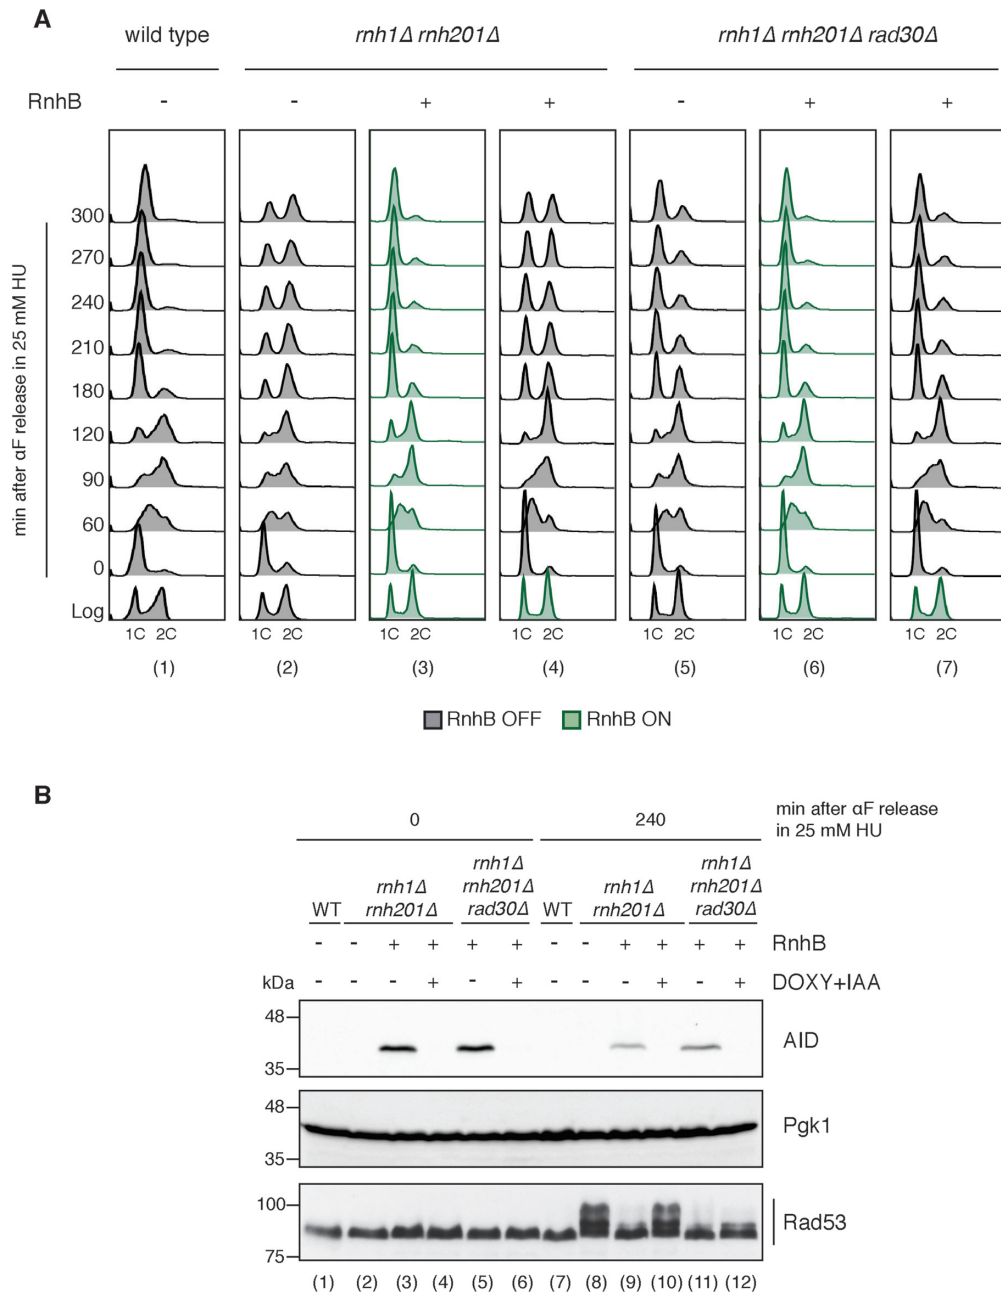 A
wild type rnh1Δ rnh201Δ rnh1Δ rnh201Δ rad30Δ
RnhB - - + + - + +
min after αF release in 25 mM HU
300
270
240
210
180
120
90
60
0
Log
1C 2C 1C 2C 1C 2C 1C 2C 1C 2C 1C 2C 1C 2C
(1) (2) (3) (4) (5) (6) (7)
RnhB OFF RnhB ON
B
0 240 min after αF release
in 25 mM HU
rnh1Δ rnh1Δ
rnh1Δ rnh201Δ rnh1Δ rnh201Δ
WT rnh201Δ rad30Δ WT rnh201Δ rad30Δ
- - + + + + - - + + + + RnhB
kDa - - - + - + - - - + - + DOXY+IAA
48
AID
35
48
Pgk1
35
100
Rad53
75
(1) (2) (3) (4) (5) (6) (7) (8) (9) (10) (11) (12)